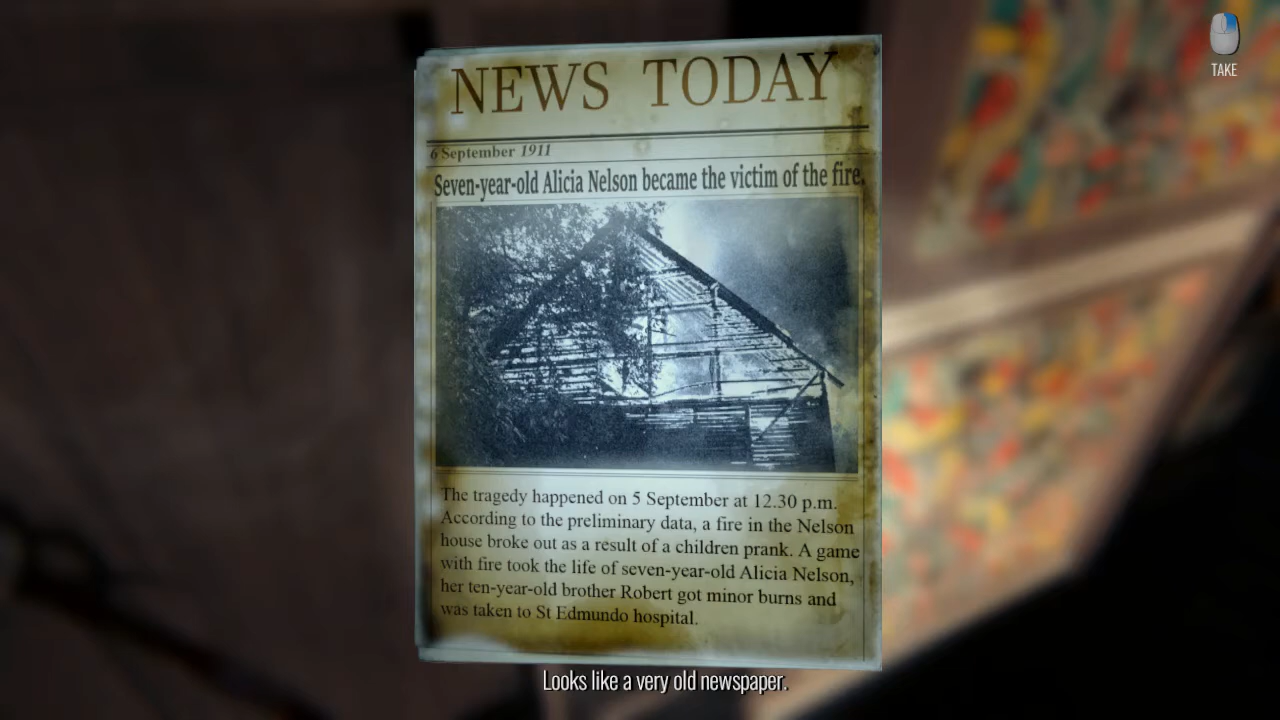 NEWS TODAY
TAKE
6 September 1911
Seven-year-old Alicia Nelson became the victim of the fire.
The tragedy happened on 5 September at 12.30 p.m.
According to the preliminary data, a fire in the Nelson
house broke out as a result of a children prank. A game
with fire took the life of seven-year-old Alicia Nelson,
her ten-year-old brother Robert got minor burns and
was taken to St Edmundo hospital.
Looks like a very old newspaper.